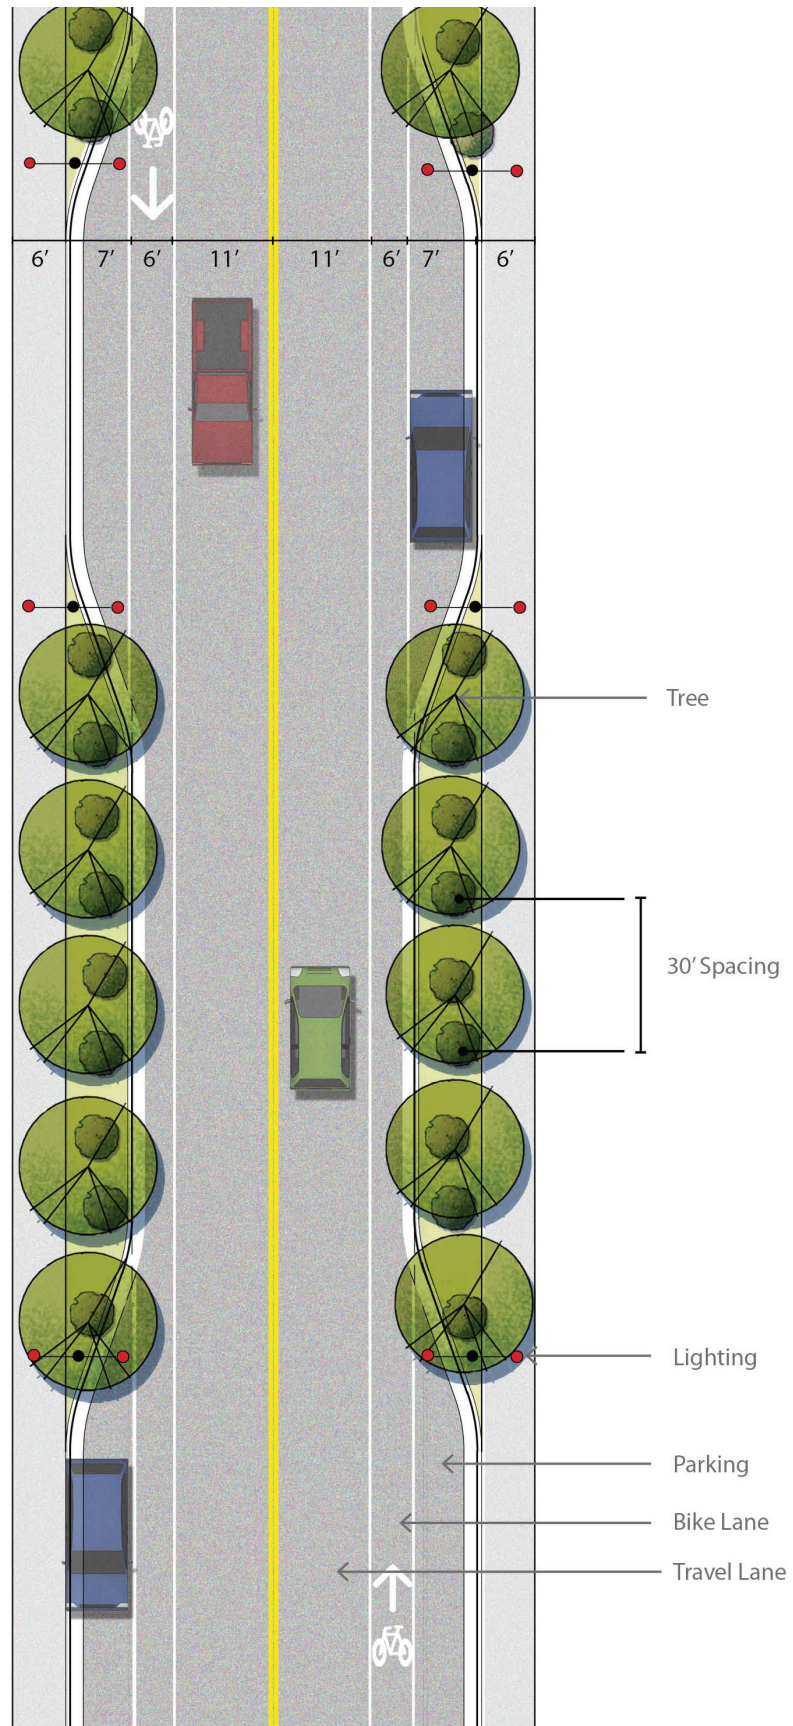 6’ 7’ 6’ 11’ 11’ 6’ 7’ 6’
Tree
30’ Spacing
Lighting
Parking
Bike Lane
Travel Lane